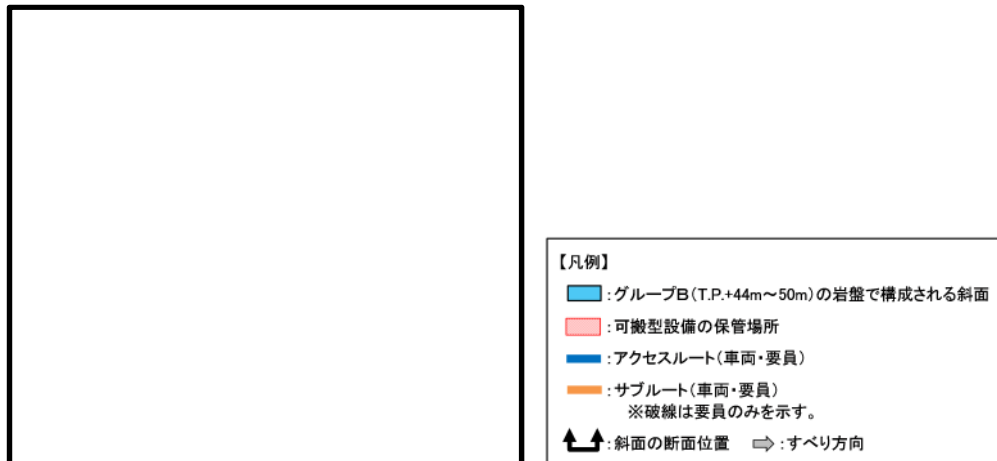 【凡例】
：グループB（T.P.+44m～50m）の岩盤で構成される斜面
：可搬型設備の保管場所
：アクセスルート（車両・要員）
：サブルート（車両・要員）
※破線は要員のみを示す。
：斜面の断面位置　：すべり方向